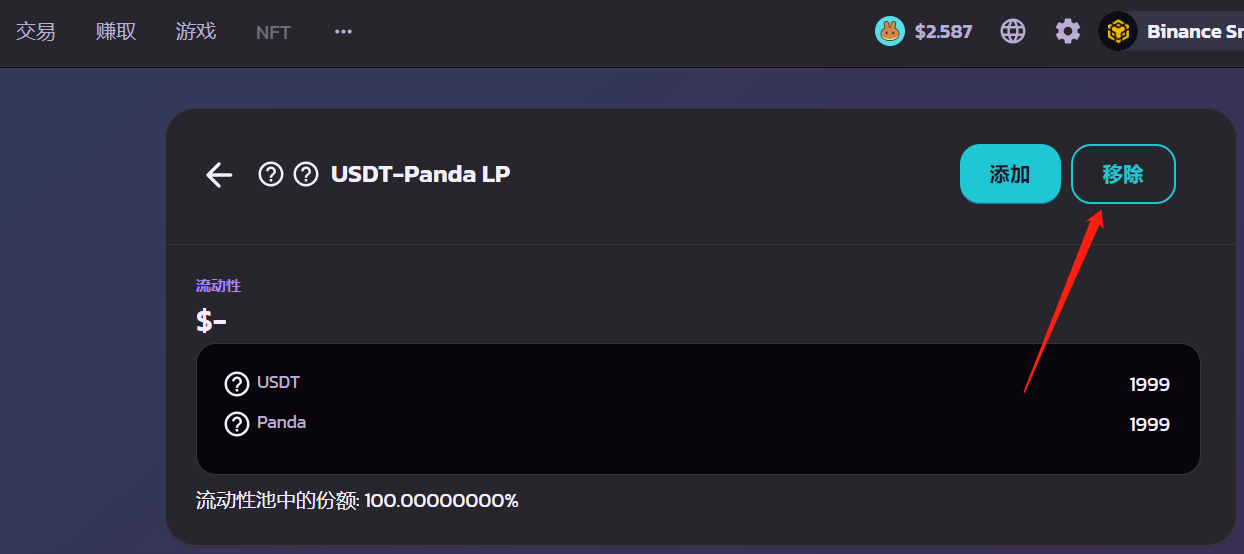 交易 赚取 游戏 NFT ... $2.587 Binance Sr
USDT-Panda LP 添加 移除
流动性
$-
USDT 1999
Panda 1999
流动性池中的份额: 100.00000000%